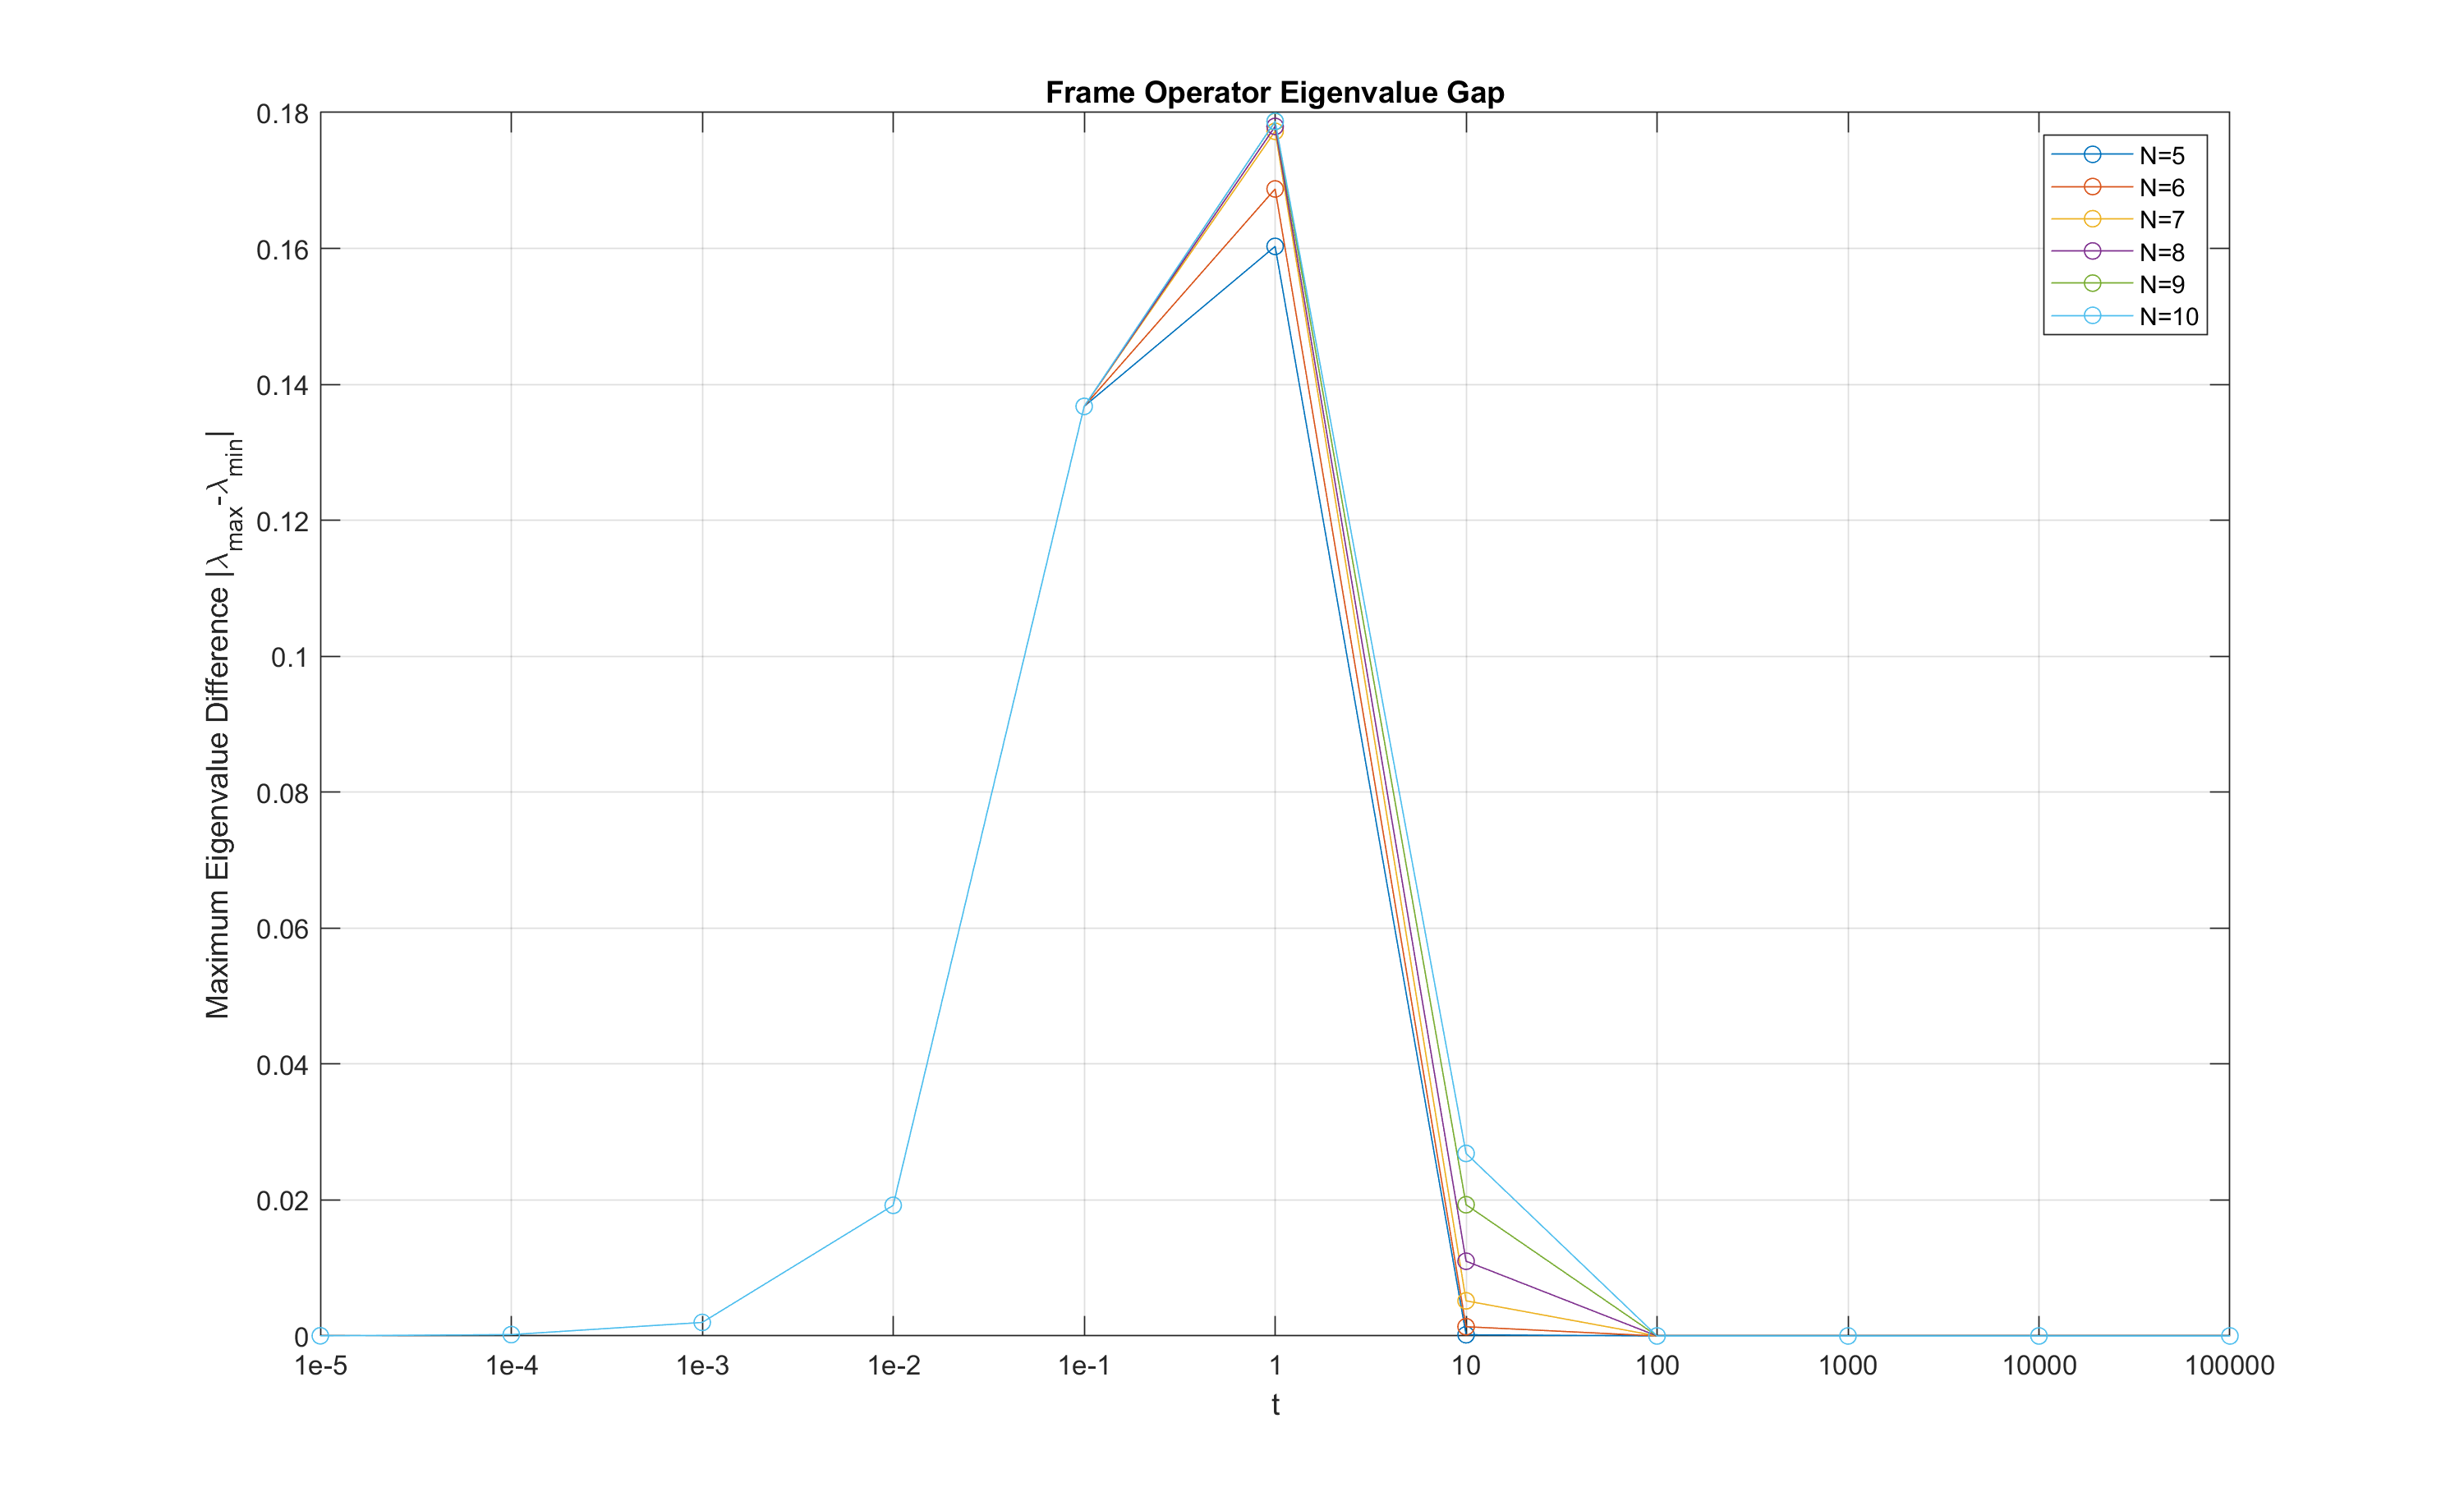 Frame Operator Eigenvalue Gap
0.18
0.16
0.14
0.12
0.1
0.08
0.06
0.04
0.02
0
Maximum Eigenvalue Difference |λmax-λmin|
N=5
N=6
N=7
N=8
N=9
N=10
1e-5 1e-4 1e-3 1e-2 1e-1 1 10 100 1000 10000 100000
t